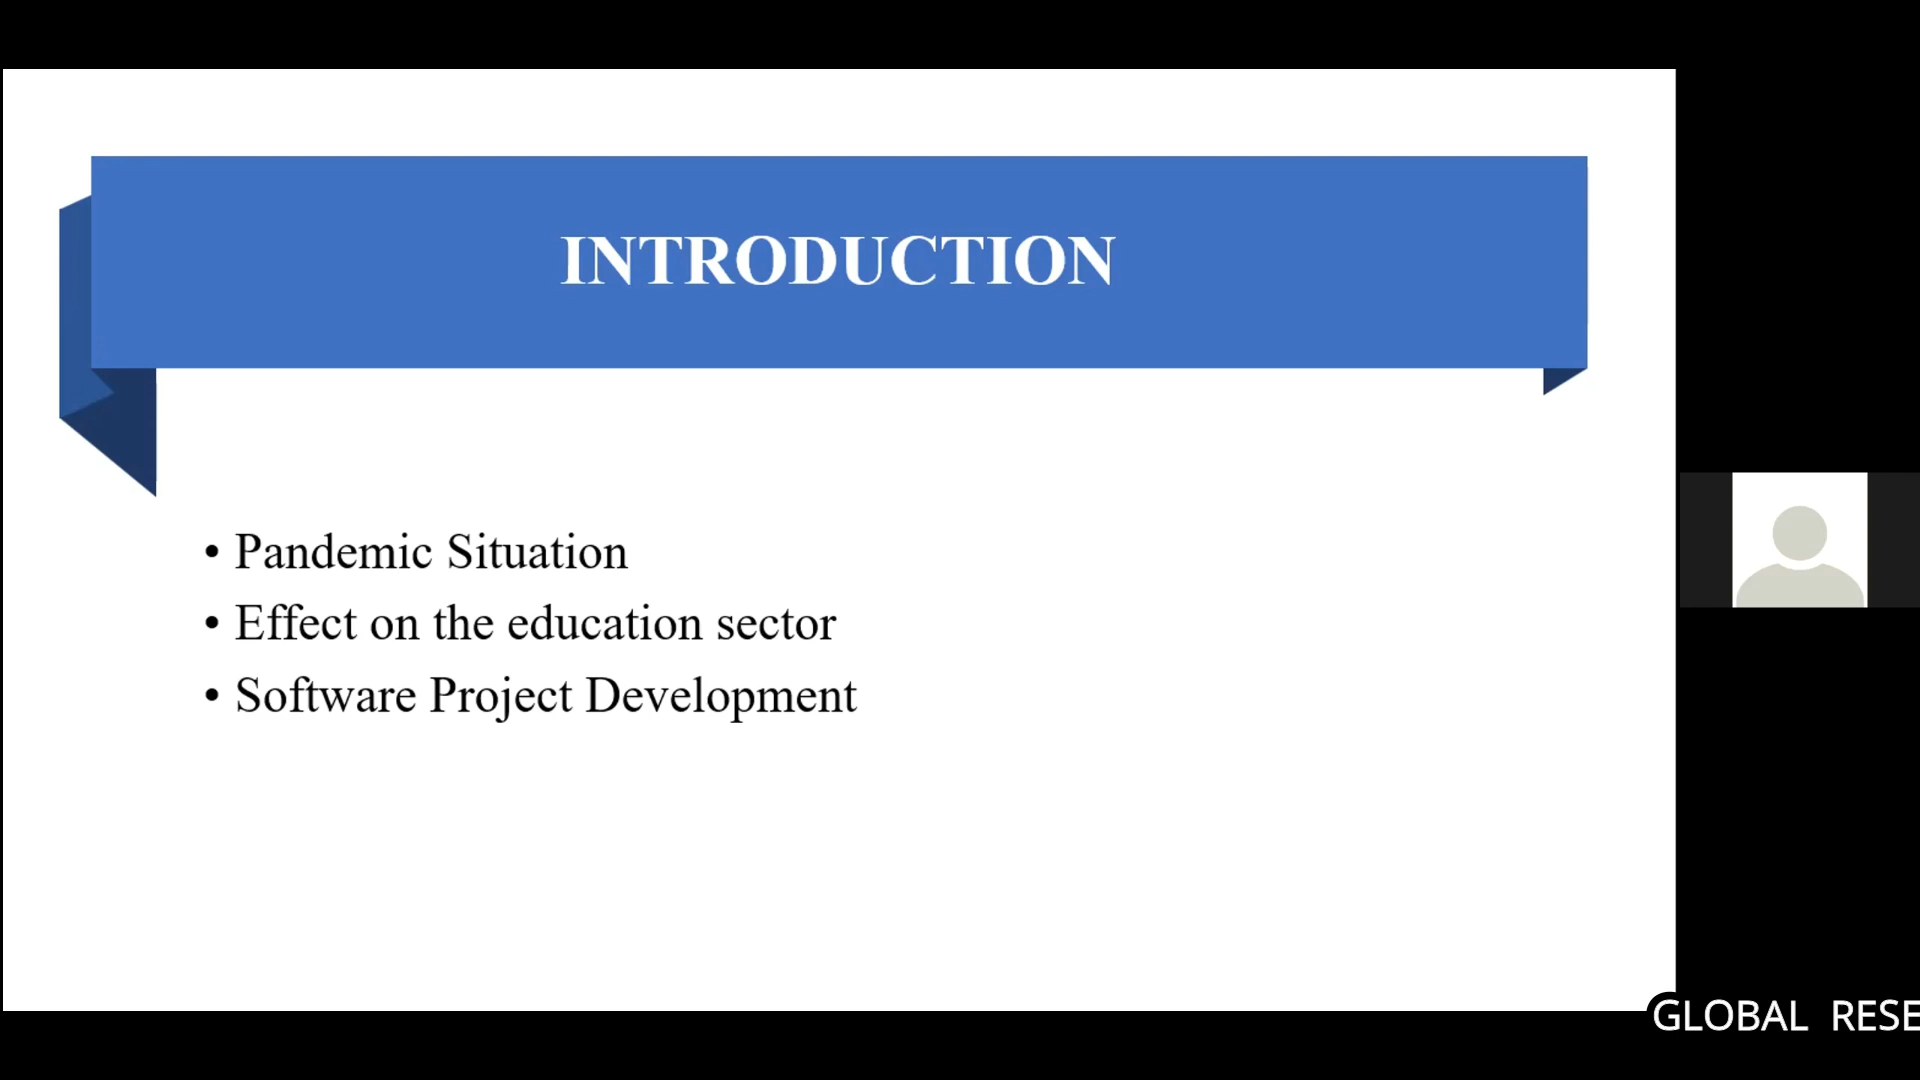 INTRODUCTION
• Pandemic Situation
• Effect on the education sector
• Software Project Development
GLOBAL RESE